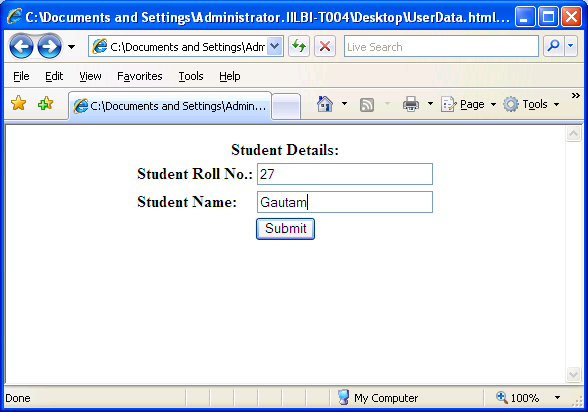 C:\Documents and Settings\Administrator.IILBI-T004\Desktop\UserData.html...
C:\Documents and Settings\Adm
Live Search
File Edit View Favorites Tools Help
C:\Documents and Settings\Admin...
Page Tools »
Student Details:
Student Roll No.: 27
Student Name: Gautam
Submit
Done My Computer 100%